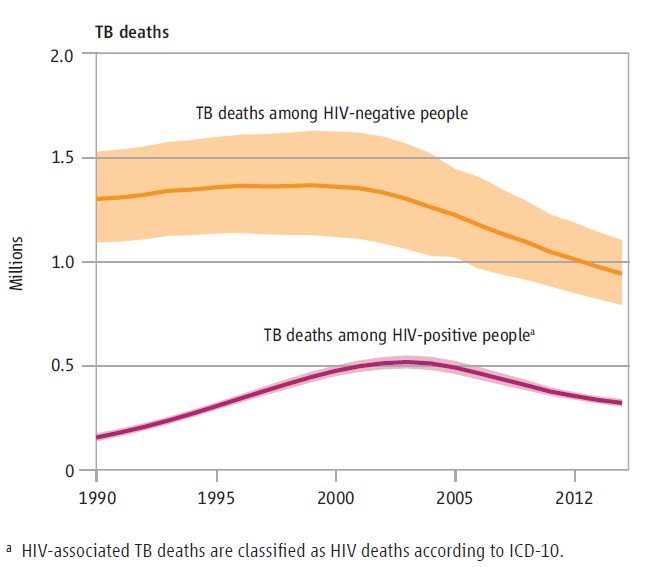 TB deaths
2.0
TB deaths among HIV-negative people
1.5
Millions
1.0
TB deaths among HIV-positive peopleᵃ
0.5
0
1990 1995 2000 2005 2012
ᵃ HIV-associated TB deaths are classified as HIV deaths according to ICD-10.